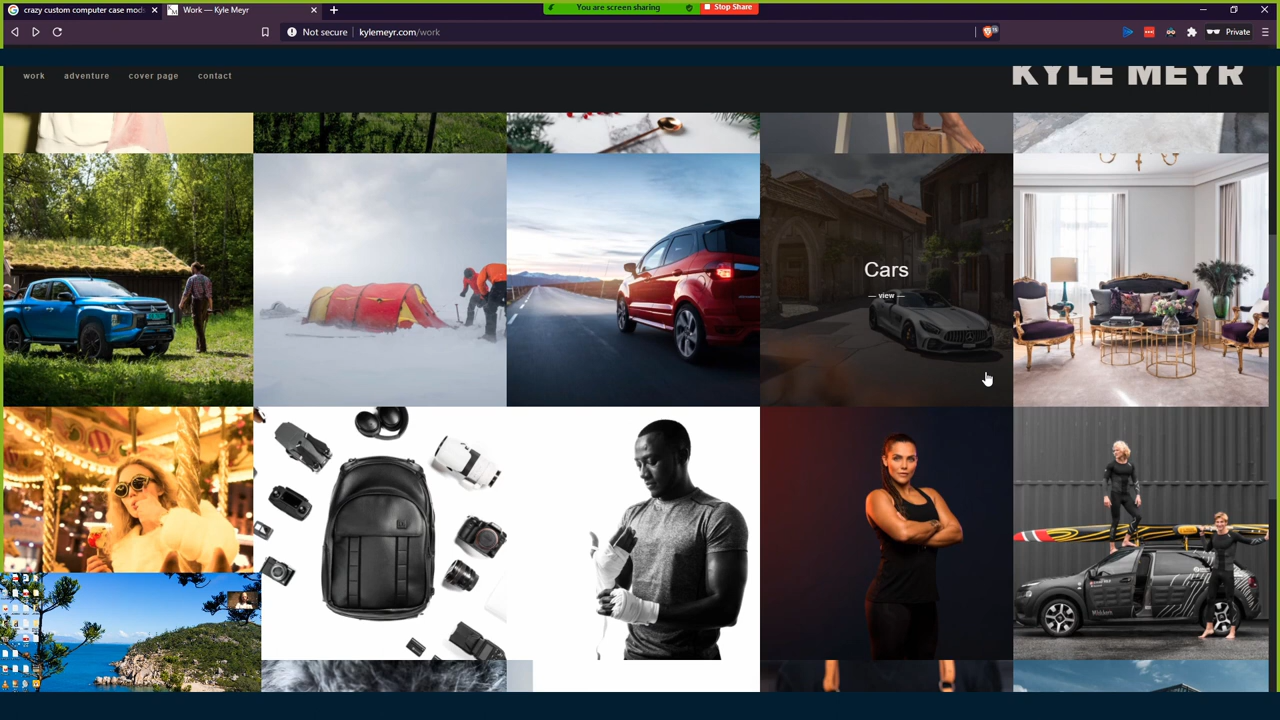 You are screen sharing
Stop Share
crazy custom computer case mods
Work — Kyle Meyr
Not secure
kylemeyr.com/work
Private
work
adventure
cover page
contact
KYLE MEYR
Cars
— view —